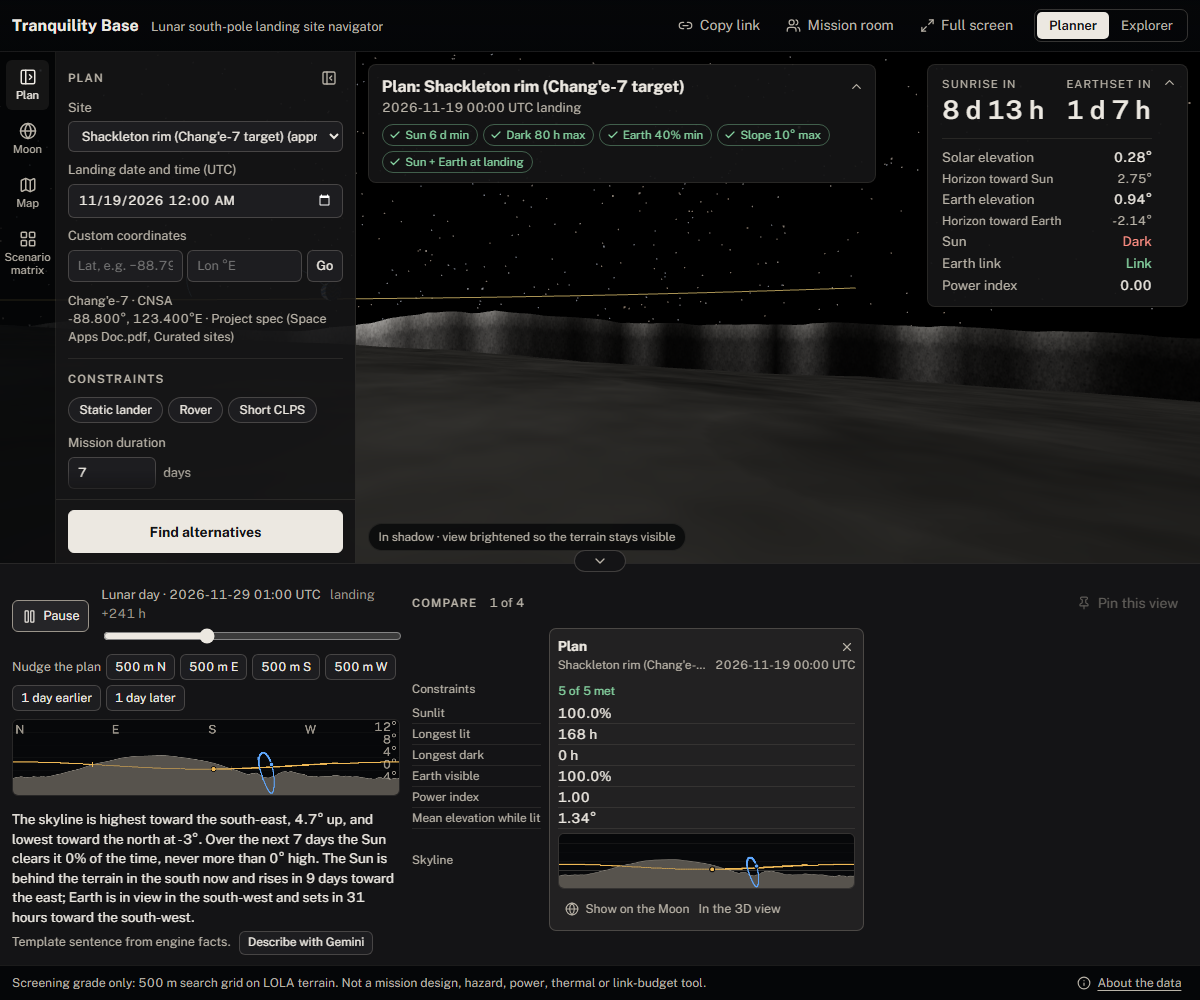 Tranquility Base Lunar south-pole landing site navigator Copy link Mission room Full screen Planner Explorer
Plan
Moon
Map
Scenario
matrix
PLAN
Site
Shackleton rim (Chang'e-7 target) (appr
Landing date and time (UTC)
11/19/2026 12:00 AM
Custom coordinates
Lat, e.g. −88.79 Lon °E Go
Chang'e-7 · CNSA
-88.800°, 123.400°E · Project spec (Space
Apps Doc.pdf, Curated sites)
CONSTRAINTS
Static lander Rover Short CLPS
Mission duration
7 days
Find alternatives
Plan: Shackleton rim (Chang'e-7 target)
2026-11-19 00:00 UTC landing
Sun 6 d min Dark 80 h max Earth 40% min Slope 10° max
Sun + Earth at landing
SUNRISE IN EARTHSET IN
8 d 13 h 1 d 7 h
Solar elevation 0.28°
Horizon toward Sun 2.75°
Earth elevation 0.94°
Horizon toward Earth -2.14°
Sun Dark
Earth link Link
Power index 0.00
In shadow · view brightened so the terrain stays visible
Pause
Lunar day · 2026-11-29 01:00 UTC landing
+241 h
Nudge the plan 500 m N 500 m E 500 m S 500 m W
1 day earlier 1 day later
N E S W 12°
8°
4°
0°
4°
The skyline is highest toward the south-east, 4.7° up, and
lowest toward the north at -3°. Over the next 7 days the Sun
clears it 0% of the time, never more than 0° high. The Sun is
behind the terrain in the south now and rises in 9 days toward
the east; Earth is in view in the south-west and sets in 31
hours toward the south-west.
Template sentence from engine facts. Describe with Gemini
COMPARE 1 of 4 Pin this view
Plan
Shackleton rim (Chang'e-... 2026-11-19 00:00 UTC
Constraints 5 of 5 met
Sunlit 100.0%
Longest lit 168 h
Longest dark 0 h
Earth visible 100.0%
Power index 1.00
Mean elevation while lit 1.34°
Skyline
Show on the Moon In the 3D view
Screening grade only: 500 m search grid on LOLA terrain. Not a mission design, hazard, power, thermal or link-budget tool. About the data